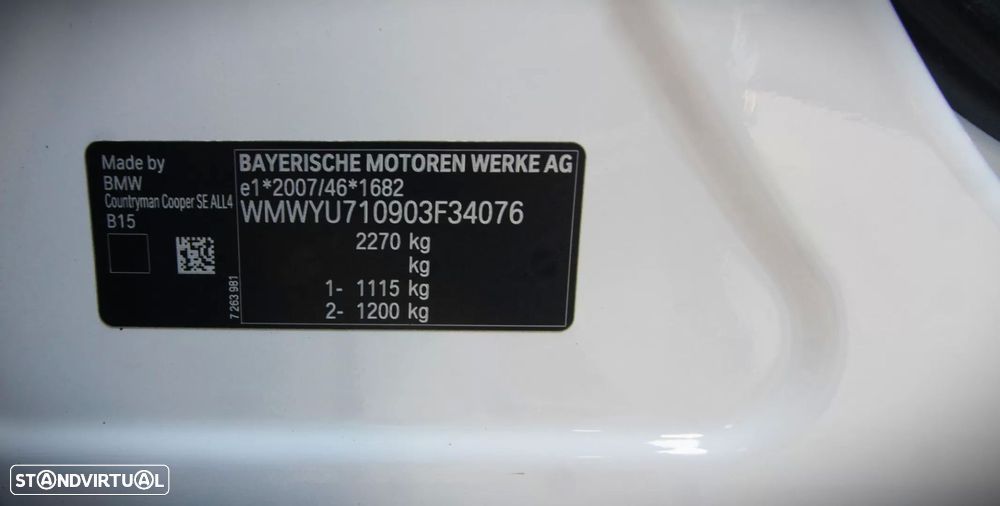 Made by
BMW
Countryman Cooper SE ALL4
B15
7 263 981
BAYERISCHE MOTOREN WERKE AG
e1*2007/46*1682
WMWYU710903F34076
2270 kg
kg
1- 1115 kg
2- 1200 kg
STANDVIRTUAL